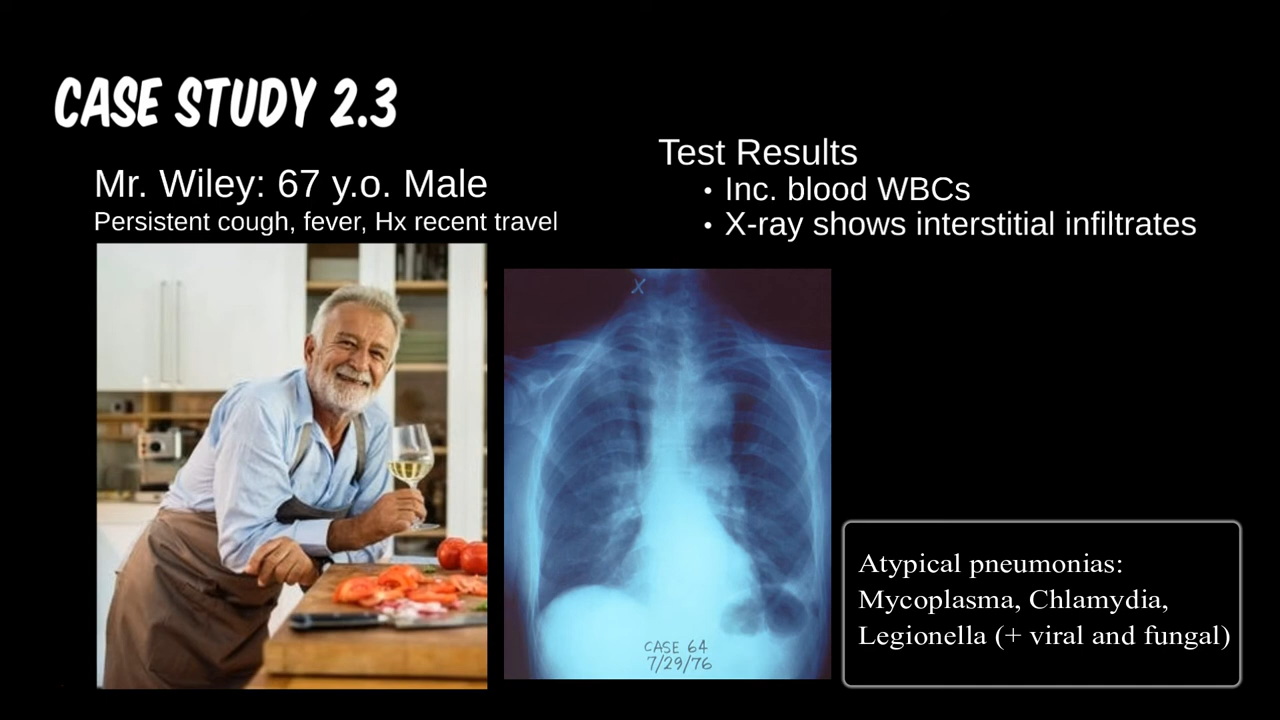 CASE STUDY 2.3
Mr. Wiley: 67 y.o. Male
Persistent cough, fever, Hx recent travel
Test Results
• Inc. blood WBCs
• X-ray shows interstitial infiltrates
X
CASE 64
7/29/76
Atypical pneumonias:
Mycoplasma, Chlamydia,
Legionella (+ viral and fungal)